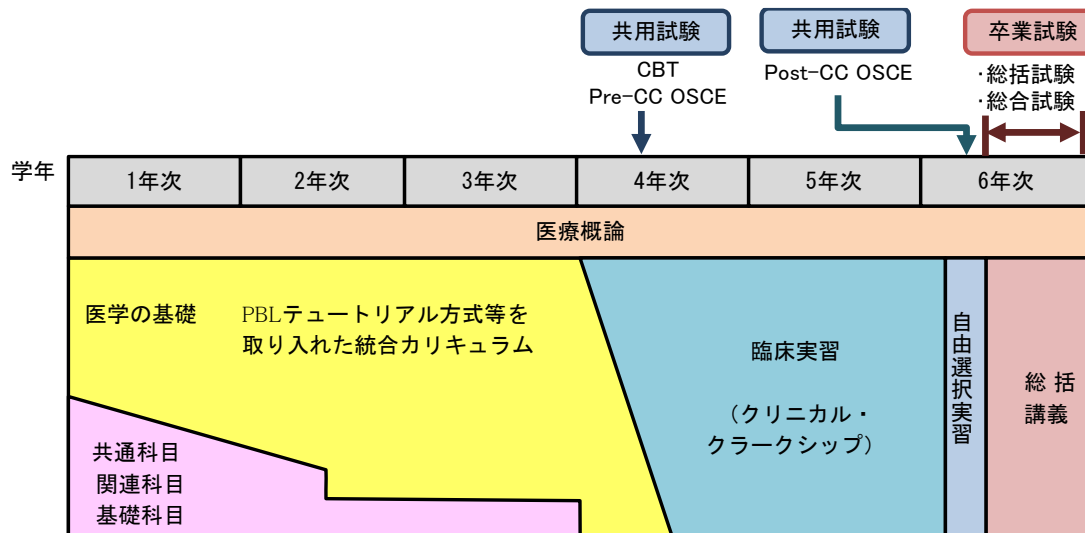 共用試験
CBT
Pre-CC OSCE
共用試験
Post-CC OSCE
卒業試験
・総括試験
・総合試験
学年
1年次
2年次
3年次
4年次
5年次
6年次
医療概論
医学の基礎
PBLテュートリアル方式等を
取り入れた統合カリキュラム
共通科目
関連科目
基礎科目
臨床実習
（クリニカル・
クラークシップ）
自由選択実習
総 括
講義